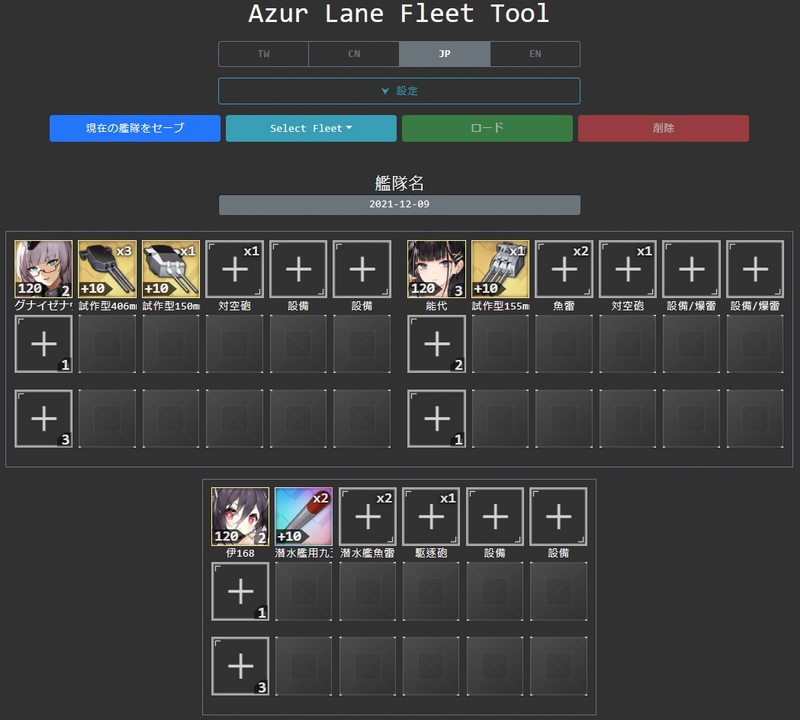 Azur Lane Fleet Tool
TW CN JP EN
設定
現在の艦隊をセーブ Select Fleet ロード 削除
艦隊名
2021-12-09
120 2 x3 +10 x1 +10 x1
グナイゼナウ 試作型406m 試作型150m 対空砲 設備 設備
1
3
120 3 x1 +10 x2 x1
能代 試作型155m 魚雷 対空砲 設備/爆雷 設備/爆雷
2
1
120 2 x2 +10 x2 x1
伊168 潜水艦用九五 潜水艦魚雷 駆逐砲 設備 設備
1
3